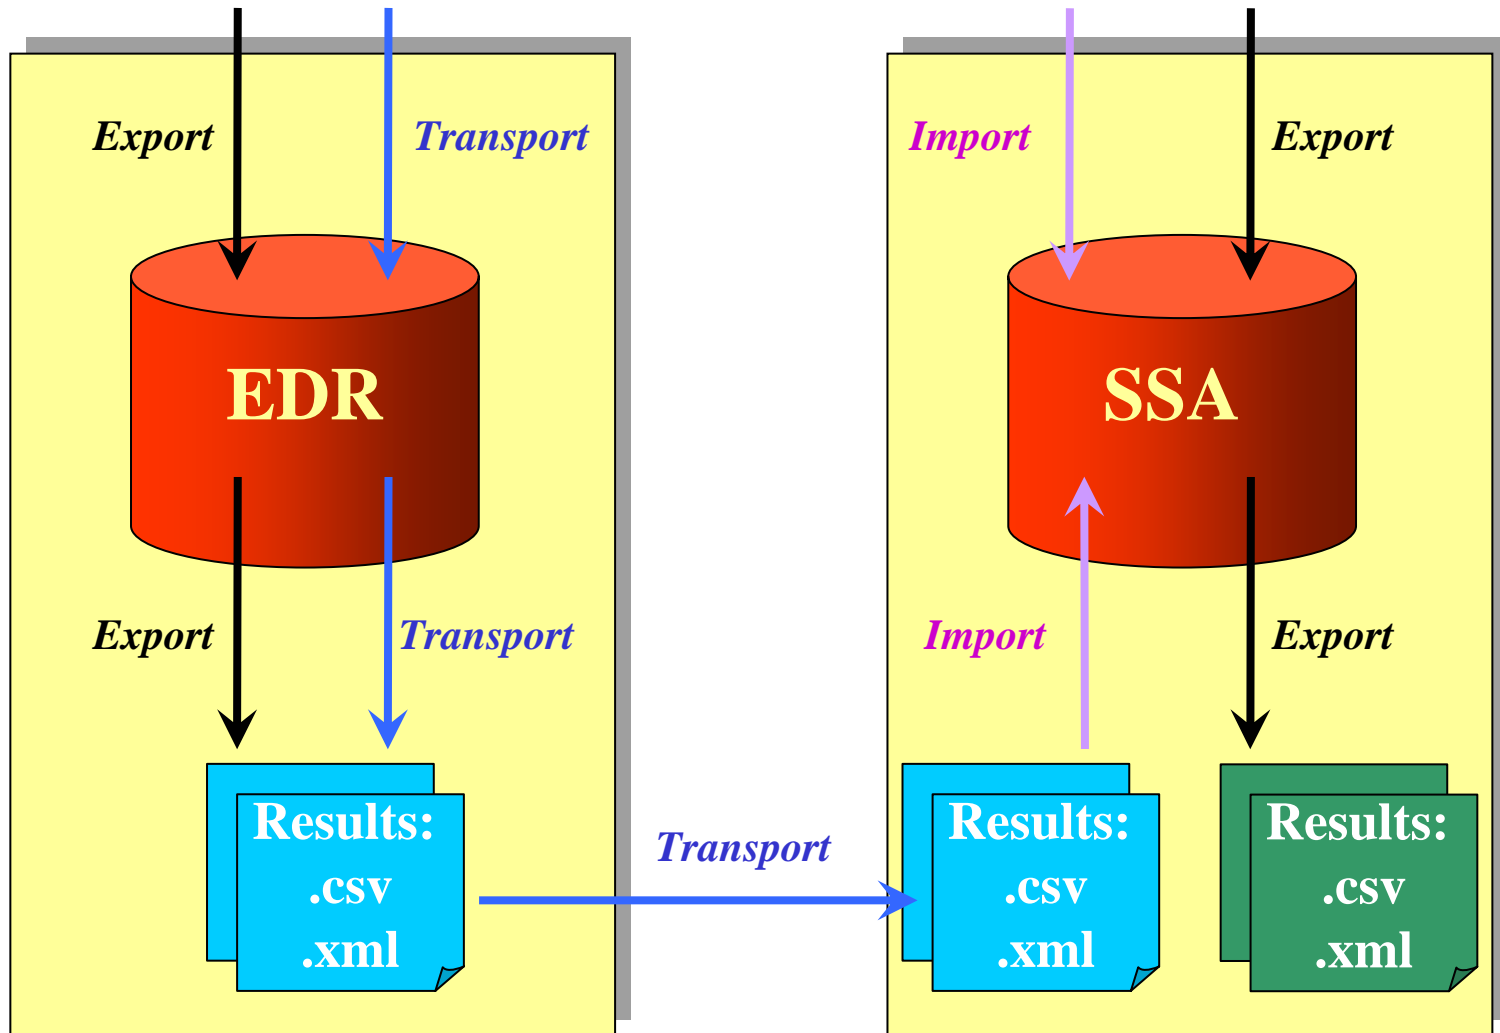 Export
Transport
EDR
Export
Transport
Results:
.csv
.xml
Transport
Import
Export
SSA
Import
Export
Results:
.csv
.xml
Results:
.csv
.xml